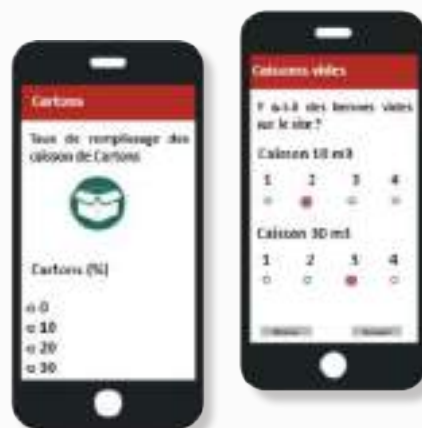 Cartons
Taux de remplissage des
caisson de Cartons
Cartons (%)
0
10
20
30
Caissons vides
Y a-t-il des bennes vides
sur le site ?
Caisson 10 m3
1 2 3 4
Caisson 30 m3
1 2 3 4